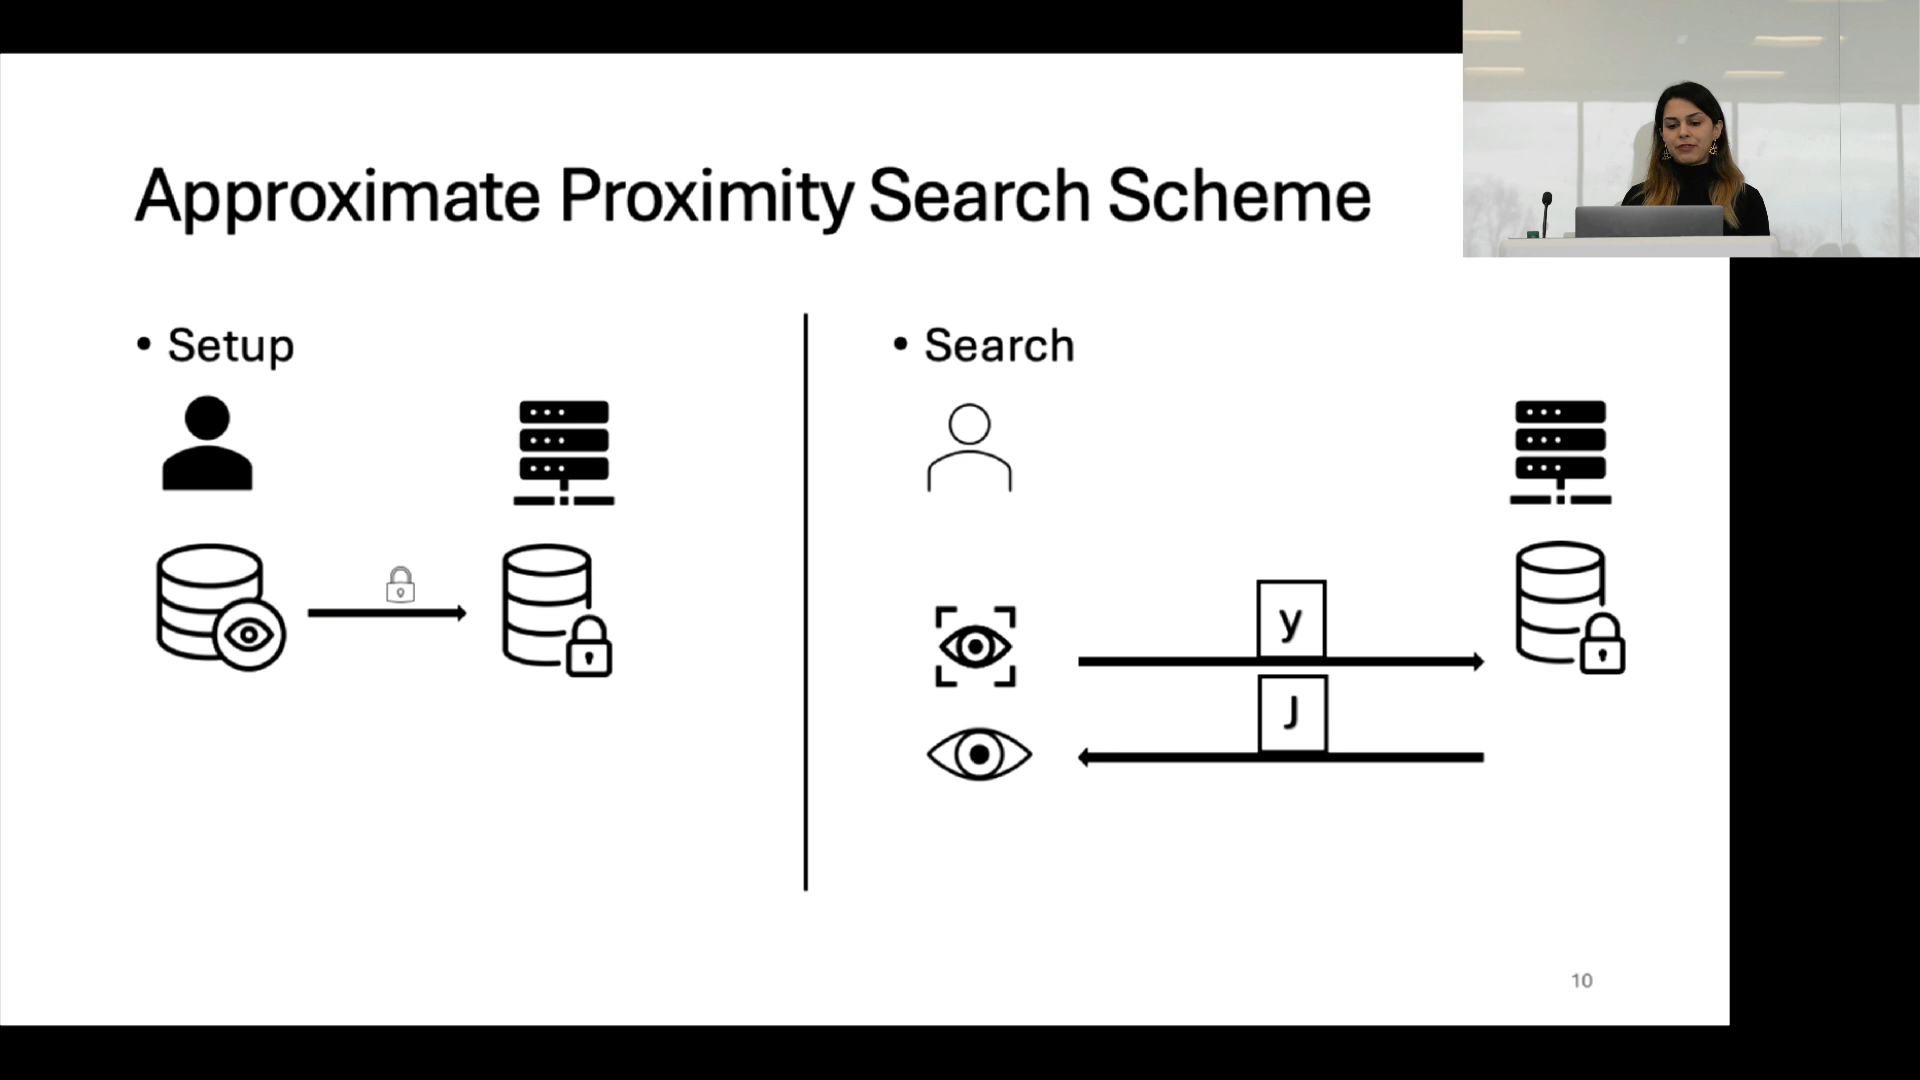 Approximate Proximity Search Scheme
• Setup
• Search
y
J
10